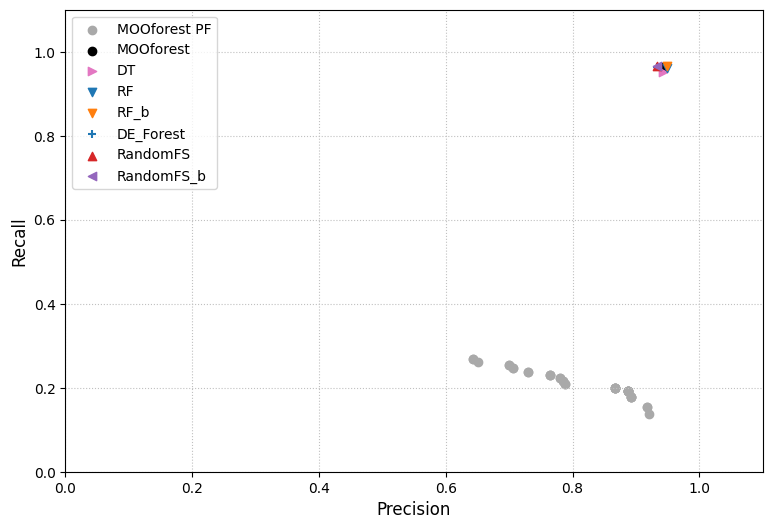 MOOforest PF
MOOforest
DT
RF
RF_b
DE_Forest
RandomFS
RandomFS_b
1.0
0.8
0.6
0.4
0.2
0.0
Recall
0.0 0.2 0.4 0.6 0.8 1.0
Precision